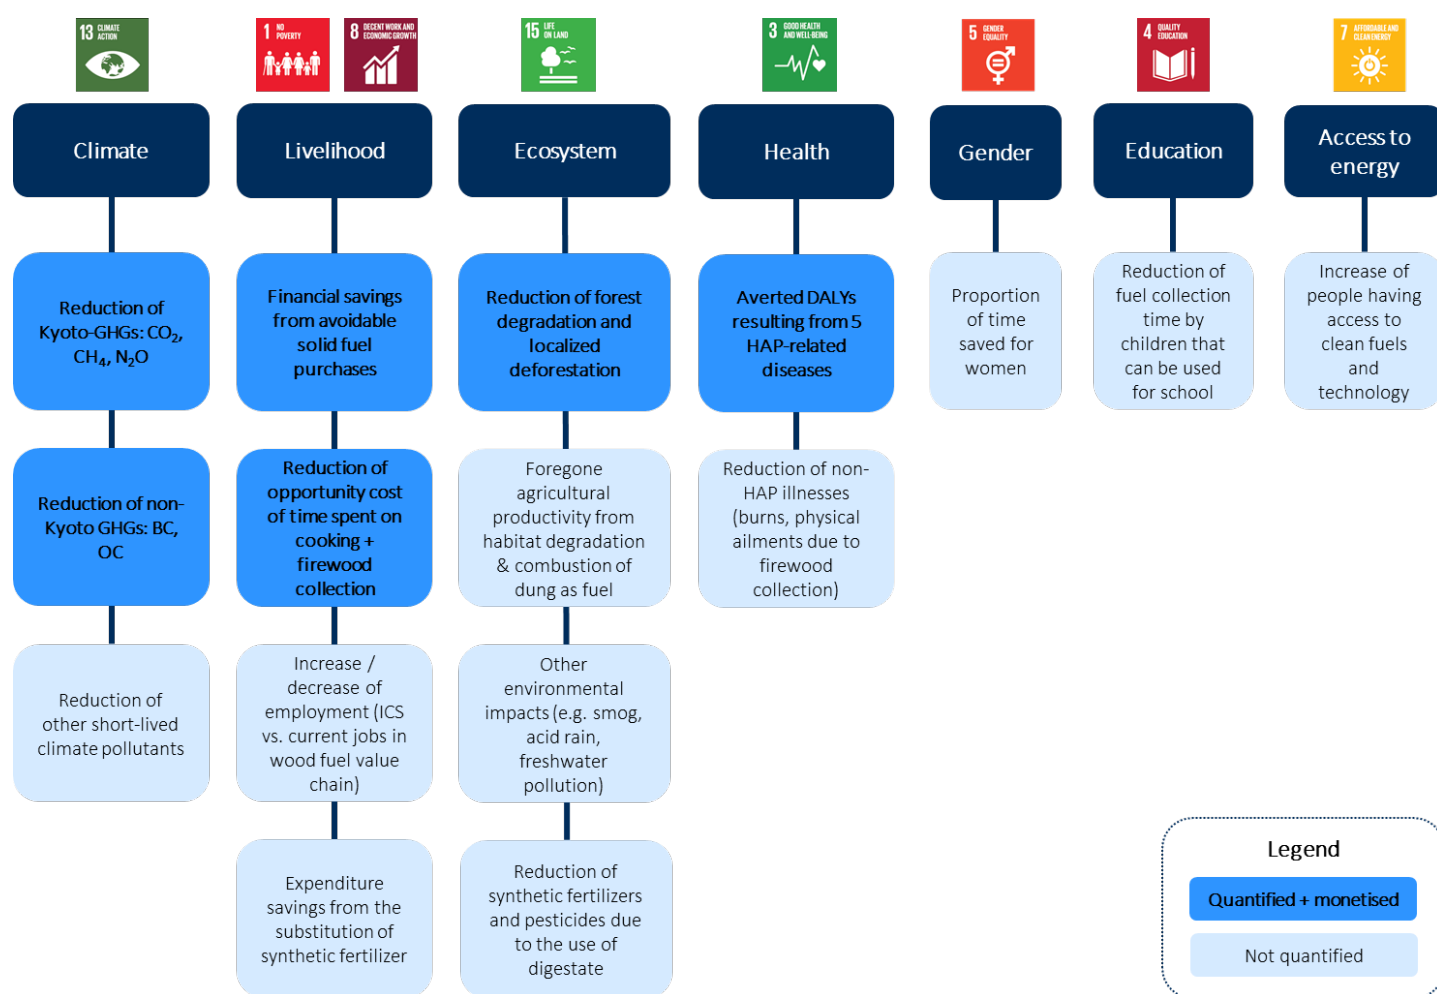 13 CLIMATE
ACTION
1 NO
POVERTY
8 DECENT WORK AND
ECONOMIC GROWTH
15 LIFE
ON LAND
3 GOOD HEALTH
AND WELL-BEING
5 GENDER
EQUALITY
4 QUALITY
EDUCATION
7 AFFORDABLE AND
CLEAN ENERGY
Climate
Livelihood
Ecosystem
Health
Gender
Education
Access to
energy
Reduction of
Kyoto-GHGs: CO₂,
CH₄, N₂O
Financial savings
from avoidable
solid fuel
purchases
Reduction of forest
degradation and
localized
deforestation
Averted DALYs
resulting from 5
HAP-related
diseases
Proportion
of time
saved for
women
Reduction of
fuel collection
time by
children that
can be used
for school
Increase of
people having
access to
clean fuels
and
technology
Reduction of non-
Kyoto GHGs: BC,
OC
Reduction of
opportunity cost
of time spent on
cooking +
firewood
collection
Foregone
agricultural
productivity from
habitat degradation
& combustion of
dung as fuel
Reduction of non-
HAP illnesses
(burns, physical
ailments due to
firewood
collection)
Reduction of
other short-lived
climate pollutants
Increase /
decrease of
employment (ICS
vs. current jobs in
wood fuel value
chain)
Other
environmental
impacts (e.g. smog,
acid rain,
freshwater
pollution)
Expenditure
savings from the
substitution of
synthetic fertilizer
Reduction of
synthetic fertilizers
and pesticides due
to the use of
digestate
Legend
Quantified + monetised
Not quantified